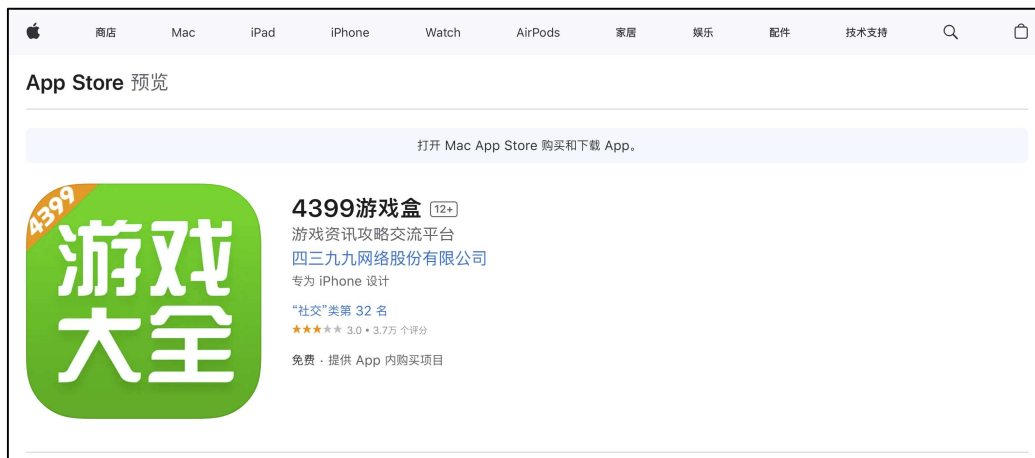 商店 Mac iPad iPhone Watch AirPods 家居 娱乐 配件 技术支持
App Store 预览
打开 Mac App Store 购买和下载 App。
4399
游戏
大全
4399游戏盒 12+
游戏资讯攻略交流平台
四三九九网络股份有限公司
专为 iPhone 设计
“社交”类第 32 名
★★★★★ 3.0 • 3.7万 个评分
免费 · 提供 App 内购买项目